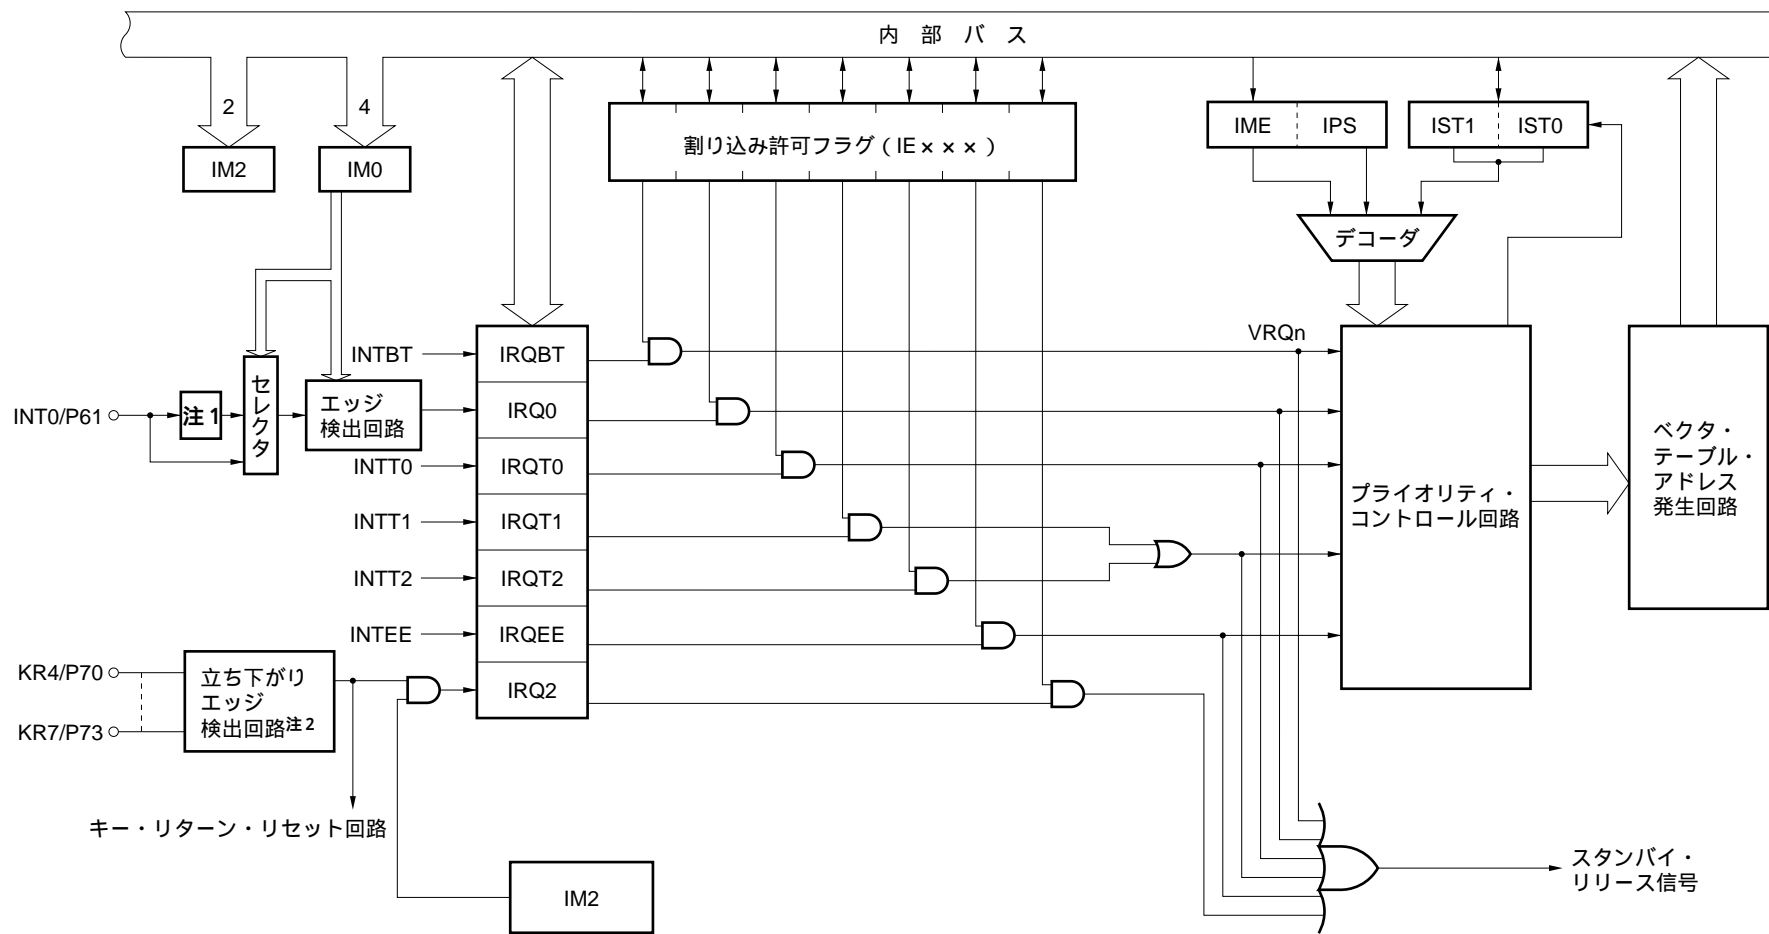 内部バス
2
4
IM2
IM0
割り込み許可フラグ(IE×××)
IME
IPS
IST1
IST0
デコーダ
INTBT
IRQBT
VRQn
INT0/P61
注1
セレクタ
エッジ
検出回路
IRQ0
INTT0
IRQT0
INTT1
IRQT1
INTT2
IRQT2
INTEE
IRQEE
IRQ2
プライオリティ・
コントロール回路
ベクタ・
テーブル・
アドレス
発生回路
KR4/P70
KR7/P73
立ち下がり
エッジ
検出回路注2
キー・リターン・リセット回路
IM2
スタンバイ・
リリース信号